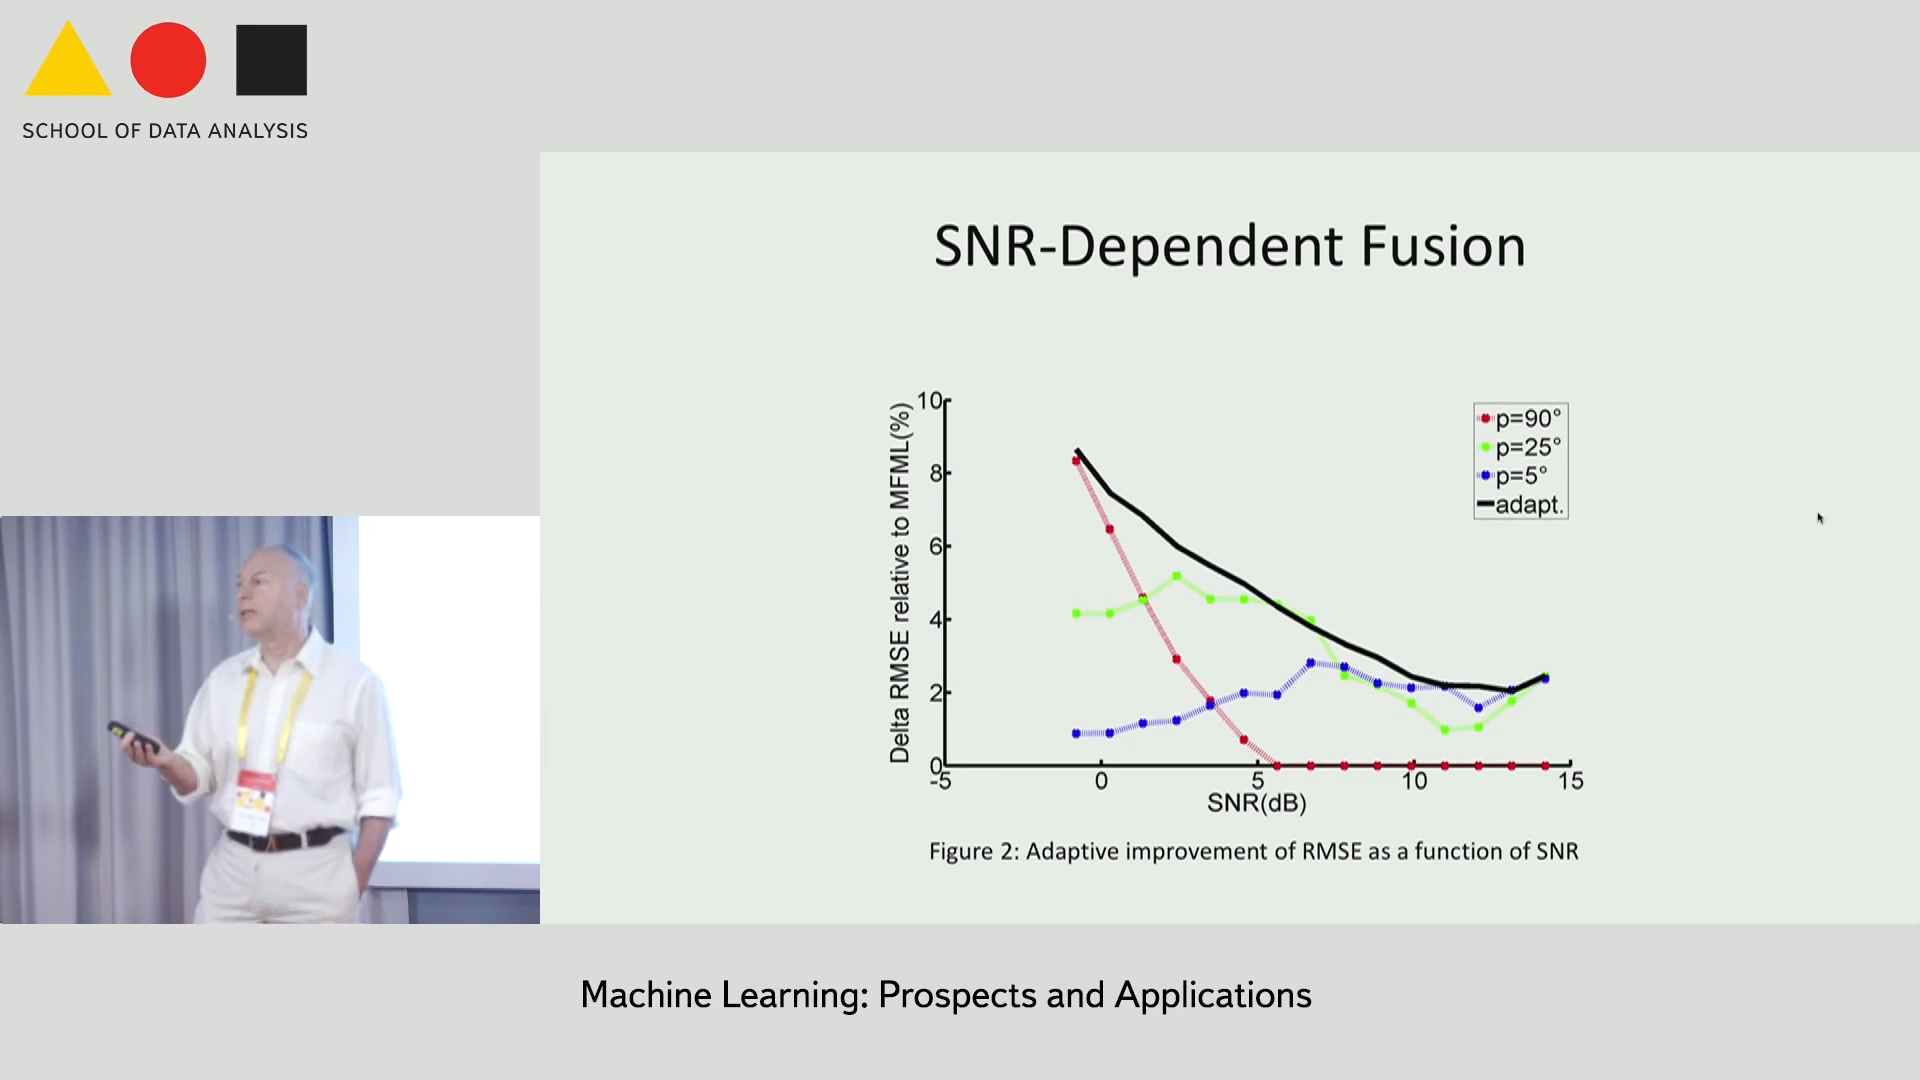 SCHOOL OF DATA ANALYSIS
SNR-Dependent Fusion
Delta RMSE relative to MFML(%)
10
8
6
4
2
0
-5
0
5
10
15
SNR(dB)
p=90°
p=25°
p=5°
adapt.
Figure 2: Adaptive improvement of RMSE as a function of SNR
Machine Learning: Prospects and Applications